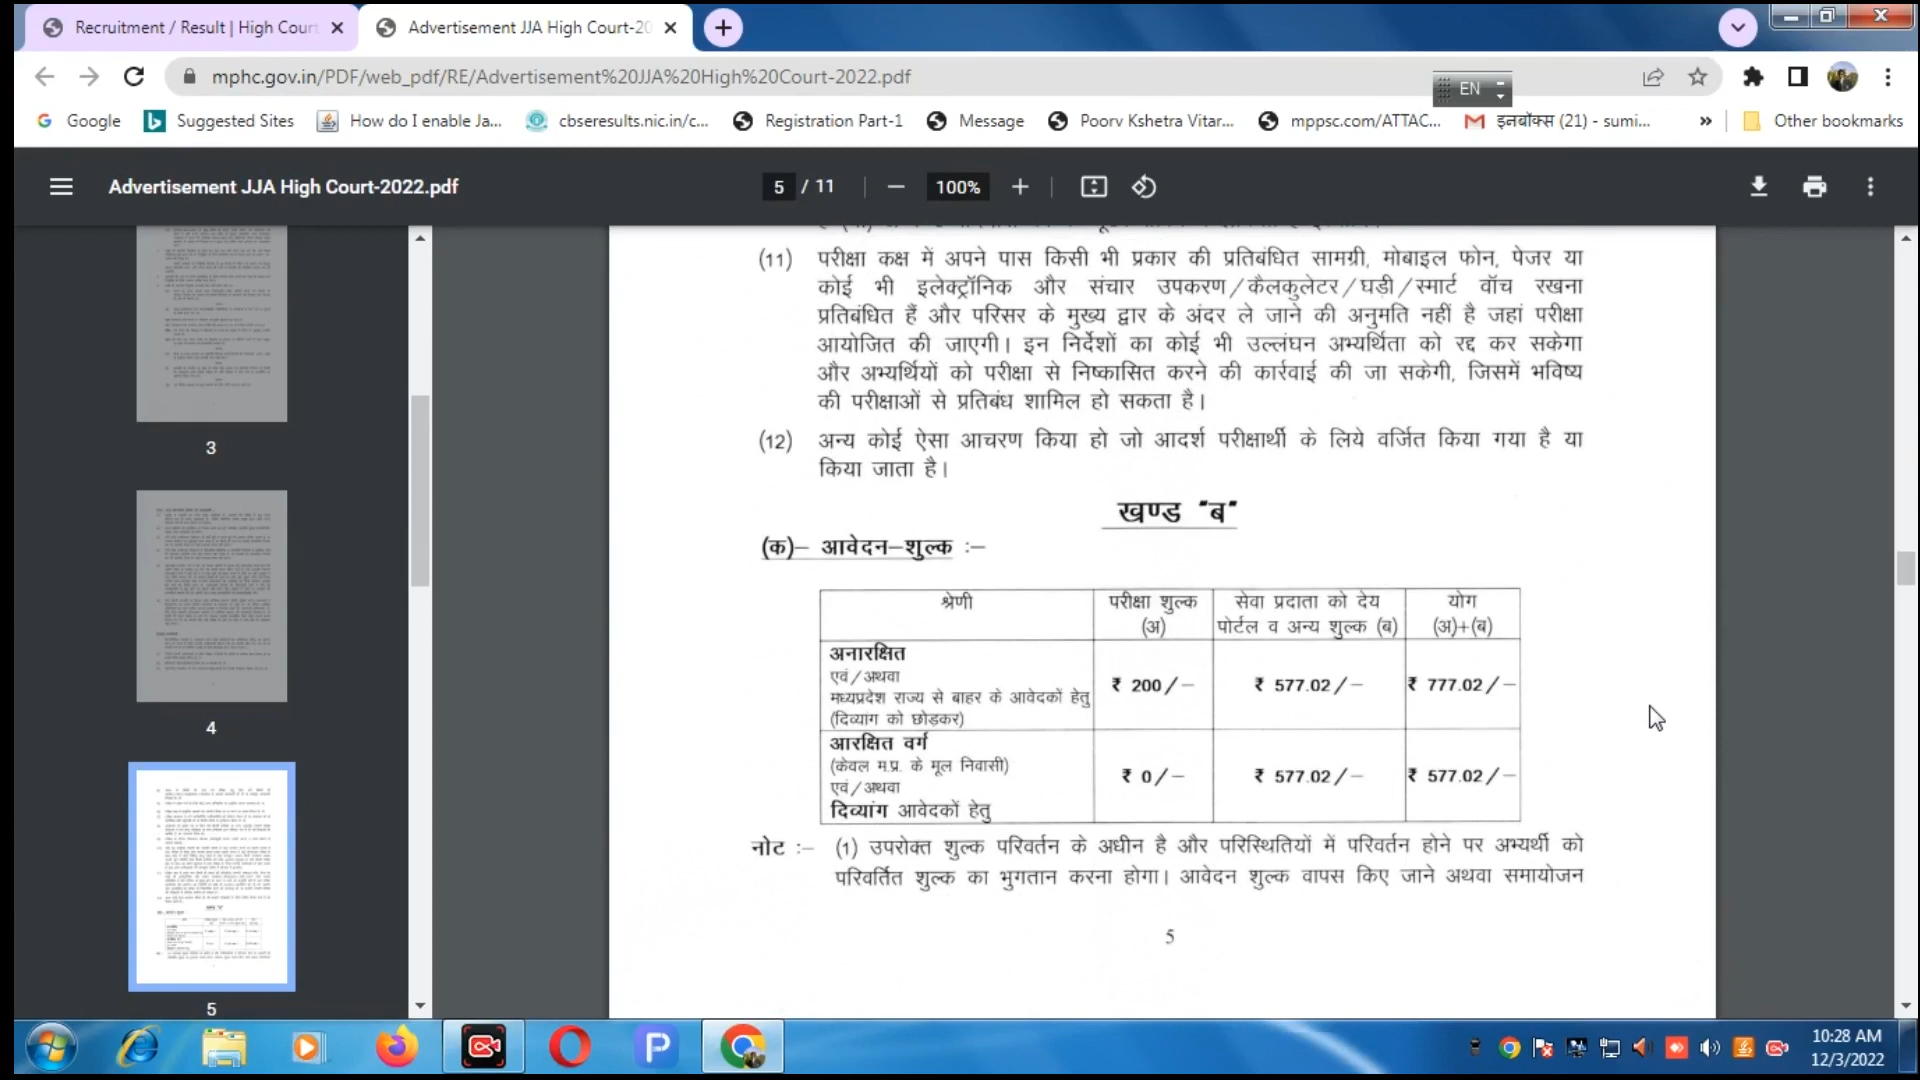 Recruitment / Result | High Court
Advertisement JJA High Court-20
mphc.gov.in/PDF/web_pdf/RE/Advertisement%20JJA%20High%20Court-2022.pdf
EN
Google
Suggested Sites
How do I enable Ja...
cbseresults.nic.in/c...
Registration Part-1
Message
Poorv Kshetra Vitar...
mppsc.com/ATTAC...
इनबॉक्स (21) - sumi...
»
Other bookmarks
Advertisement JJA High Court-2022.pdf
5 / 11
100%
3
4
5
(11) परीक्षा कक्ष में अपने पास किसी भी प्रकार की प्रतिबंधित सामग्री, मोबाइल फोन, पेजर या
कोई भी इलेक्ट्रॉनिक और संचार उपकरण/कैलकुलेटर/घड़ी/स्मार्ट वॉच रखना
प्रतिबंधित हैं और परिसर के मुख्य द्वार के अंदर ले जाने की अनुमति नहीं है जहां परीक्षा
आयोजित की जाएगी। इन निर्देशों का कोई भी उल्लंघन अभ्यर्थिता को रद्द कर सकेगा
और अभ्यर्थियों को परीक्षा से निष्कासित करने की कार्रवाई की जा सकेगी, जिसमें भविष्य
की परीक्षाओं से प्रतिबंध शामिल हो सकता है।
(12) अन्य कोई ऐसा आचरण किया हो जो आदर्श परीक्षार्थी के लिये वर्जित किया गया है या
किया जाता है।
खण्ड "ब"
(क)– आवेदन–शुल्क :–
श्रेणी
परीक्षा शुल्क
(अ)
सेवा प्रदाता को देय
पोर्टल व अन्य शुल्क (ब)
योग
(अ)+(ब)
अनारक्षित
एवं/अथवा
मध्यप्रदेश राज्य से बाहर के आवेदकों हेतु
(दिव्यांग को छोड़कर)
₹ 200/–
₹ 577.02/–
₹ 777.02/–
आरक्षित वर्ग
(केवल म.प्र. के मूल निवासी)
एवं/अथवा
दिव्यांग आवेदकों हेतु
₹ 0/–
₹ 577.02/–
₹ 577.02/–
नोट :– (1) उपरोक्त शुल्क परिवर्तन के अधीन है और परिस्थितियों में परिवर्तन होने पर अभ्यर्थी को
परिवर्तित शुल्क का भुगतान करना होगा। आवेदन शुल्क वापस किए जाने अथवा समायोजन
5
10:28 AM
12/3/2022